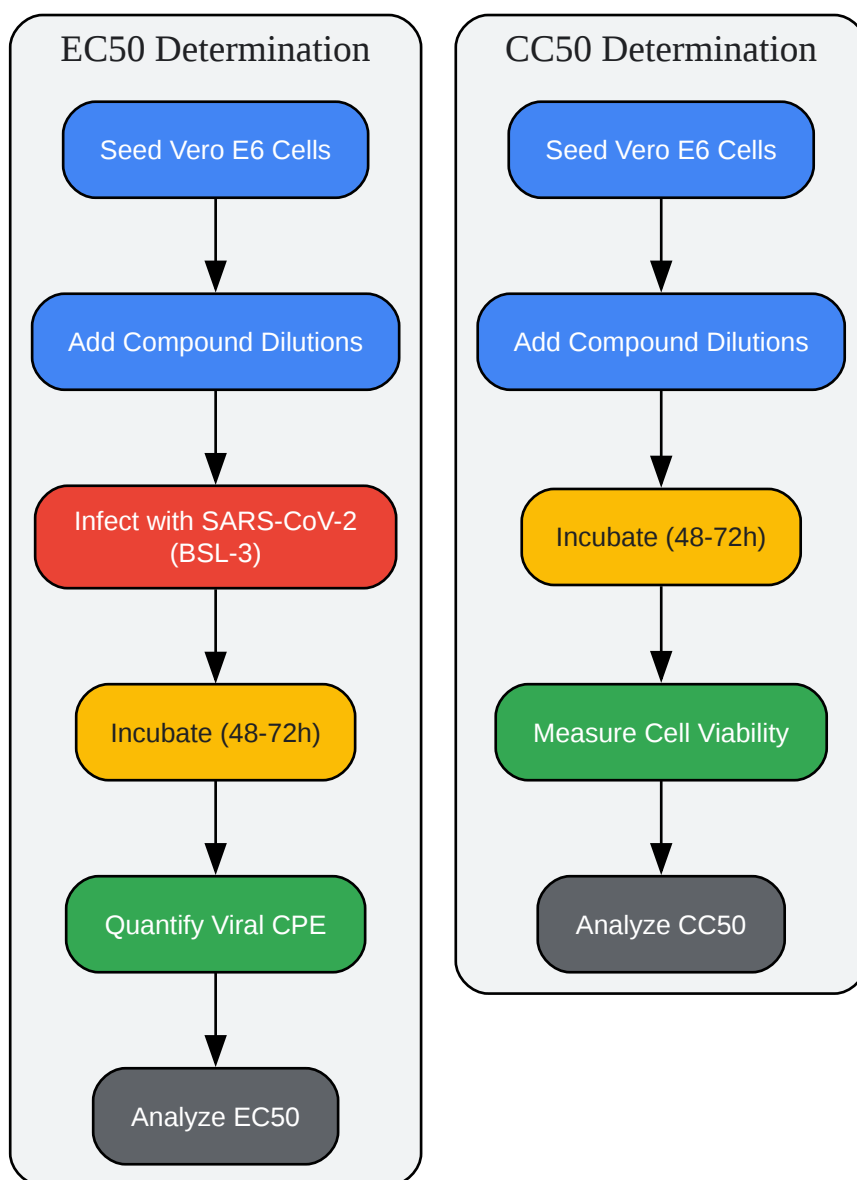 EC50 Determination
Seed Vero E6 Cells
Add Compound Dilutions
Infect with SARS-CoV-2
(BSL-3)
Incubate (48-72h)
Quantify Viral CPE
Analyze EC50
CC50 Determination
Seed Vero E6 Cells
Add Compound Dilutions
Incubate (48-72h)
Measure Cell Viability
Analyze CC50